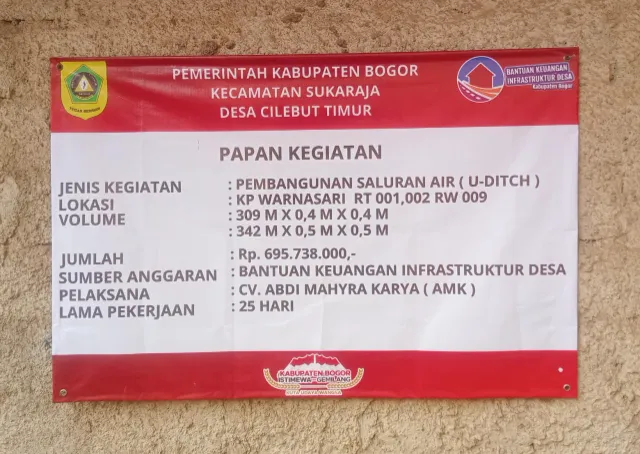 PEMERINTAH KABUPATEN BOGOR
KECAMATAN SUKARAJA
DESA CILEBUT TIMUR
BANTUAN KEUANGAN
INFRASTRUKTUR DESA
Kabupaten Bogor
PAPAN KEGIATAN
JENIS KEGIATAN : PEMBANGUNAN SALURAN AIR ( U-DITCH )
LOKASI : KP WARNASARI RT 001,002 RW 009
VOLUME : 309 M X 0,4 M X 0,4 M
: 342 M X 0,5 M X 0,5 M
JUMLAH : Rp. 695.738.000,-
SUMBER ANGGARAN : BANTUAN KEUANGAN INFRASTRUKTUR DESA
PELAKSANA : CV. ABDI MAHYRA KARYA ( AMK )
LAMA PEKERJAAN : 25 HARI
KABUPATEN BOGOR
ISTIMEWA GEMILANG